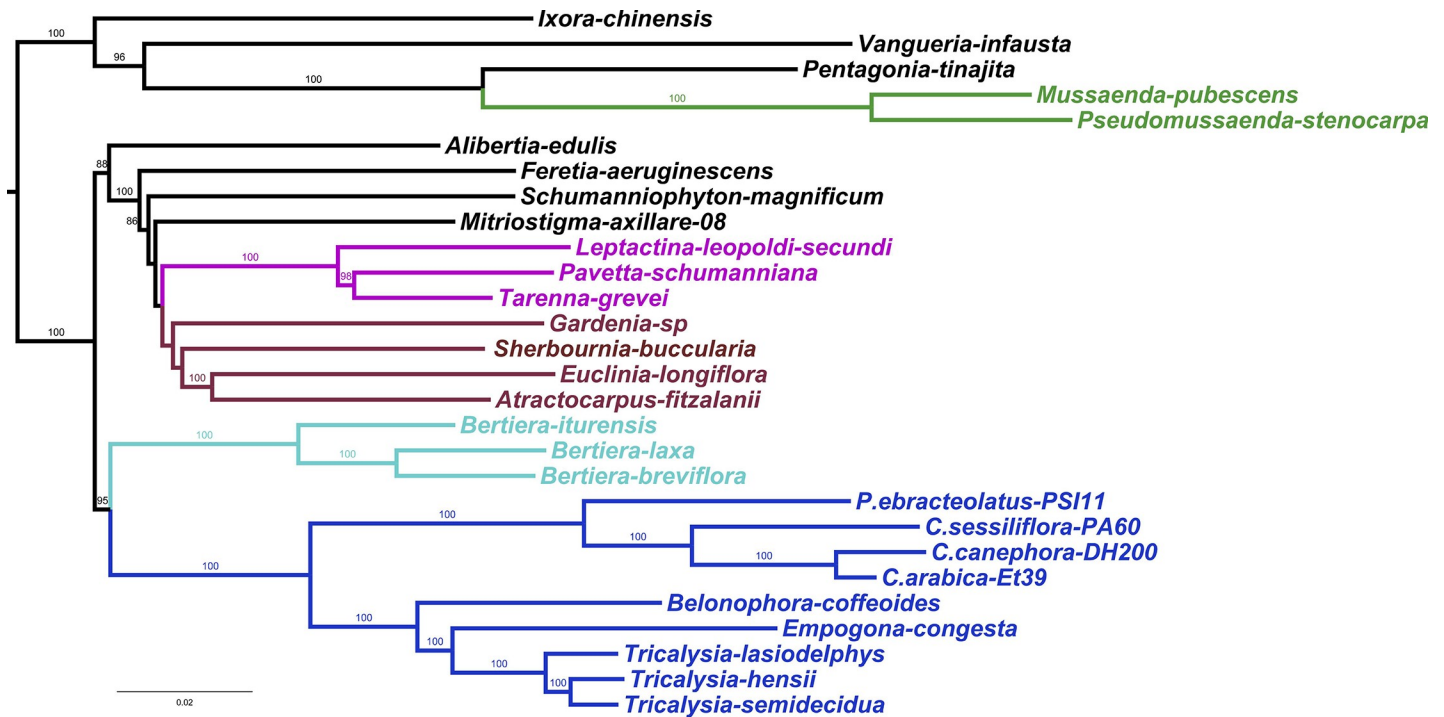 Ixora-chinensis
100
Vangueria-infausta
96
Pentagonia-tinajita
100
Mussaenda-pubescens
100
Pseudomussaenda-stenocarpa
Alibertia-edulis
88
Feretia-aeruginescens
100
Schumanniophyton-magnificum
86
Mitriostigma-axillare-08
Leptactina-leopoldi-secundi
100
Pavetta-schumanniana
98
Tarenna-grevei
Gardenia-sp
100
Sherbournia-buccularia
Euclinia-longiflora
100
Atractocarpus-fitzalanii
Bertiera-iturensis
100
Bertiera-laxa
100
Bertiera-breviflora
95
P.ebracteolatus-PSI11
100
C.sessiliflora-PA60
100
C.canephora-DH200
100
C.arabica-Et39
100
Belonophora-coffeoides
100
Empogona-congesta
100
Tricalysia-lasiodelphys
100
Tricalysia-hensii
100
Tricalysia-semidecidua
0.02